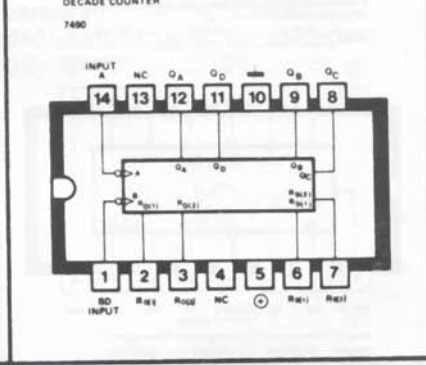 DECADE COUNTER
7490
INPUT
A NC QA QD QB QC
14 13 12 11 10 9 8
A QA QD QB
QC
B R0(1) R0(2) R9(2)
R9(1)
1 2 3 4 5 6 7
BD R0(1) R0(2) NC + R9(1) R9(2)
INPUT